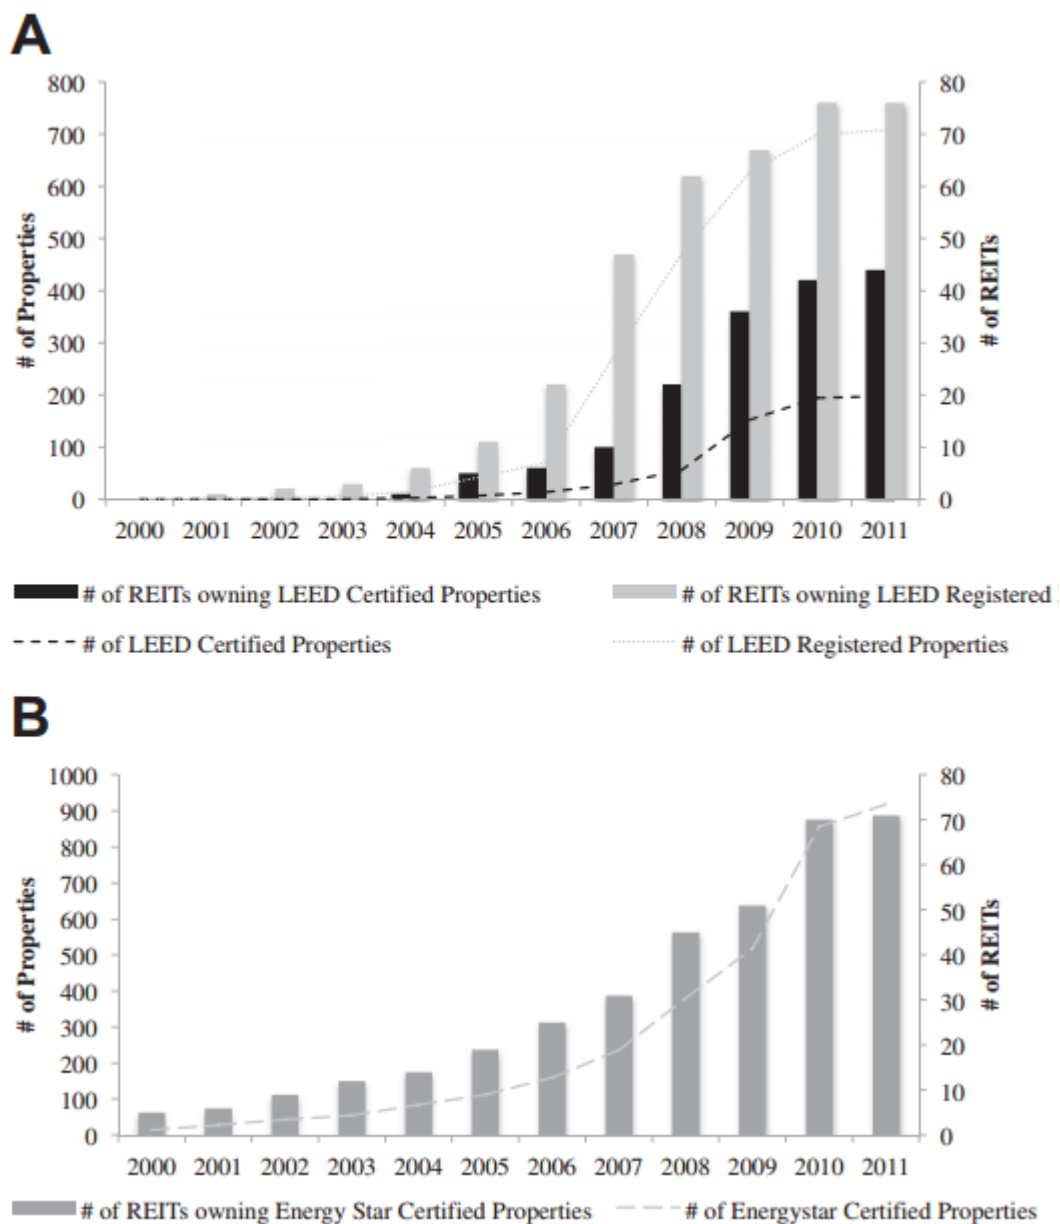 A
800 80
700 70
600 60
500 50
400 40
300 30
200 20
100 10
0 0
# of Properties
# of REITs
2000 2001 2002 2003 2004 2005 2006 2007 2008 2009 2010 2011
# of REITs owning LEED Certified Properties # of REITs owning LEED Registered
# of LEED Certified Properties # of LEED Registered Properties
B
1000 80
900 70
800 60
700 50
600 40
500 30
400 20
300 10
200 0
100
0
# of Properties
# of REITs
2000 2001 2002 2003 2004 2005 2006 2007 2008 2009 2010 2011
# of REITs owning Energy Star Certified Properties # of Energystar Certified Properties